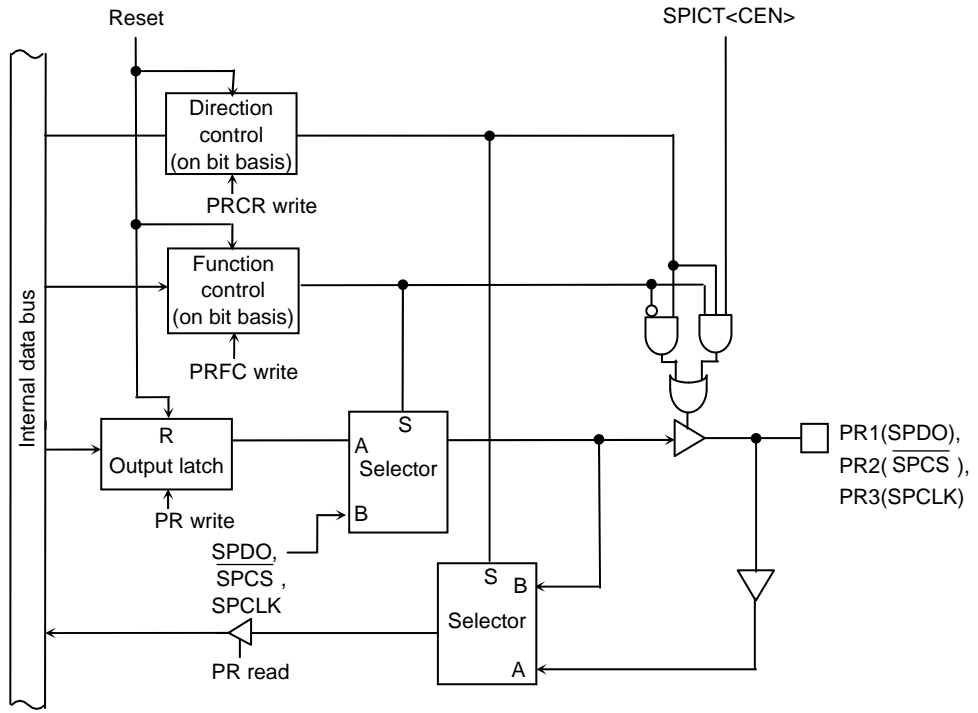 Reset
SPICT<CEN>
Direction
control
(on bit basis)
PRCR write
Function
control
(on bit basis)
PRFC write
Internal data bus
R
Output latch
PR write
S
A
Selector
B
SPDO,
SPCS ,
SPCLK
PR1(SPDO),
PR2( SPCS ),
PR3(SPCLK)
S
B
Selector
A
PR read